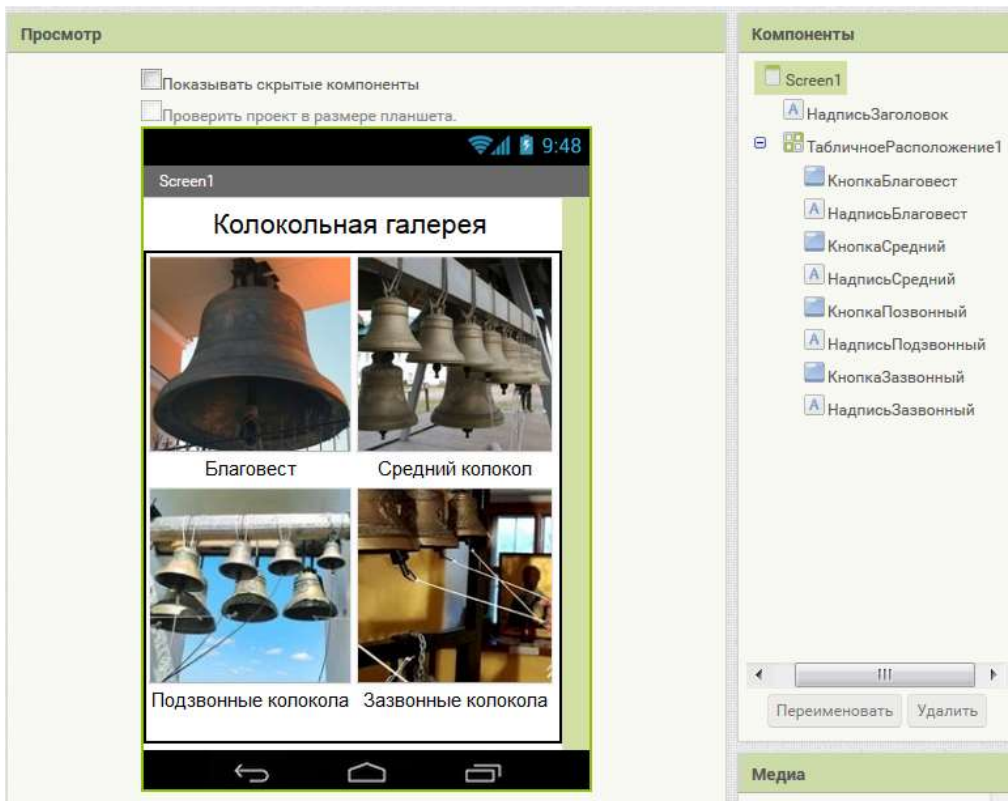 Просмотр
Показывать скрытые компоненты
Проверить проект в размере планшета.
9:48
Screen1
Колокольная галерея
Благовест
Средний колокол
Подзвонные колокола
Зазвонные колокола
Компоненты
Screen1
НадписьЗаголовок
ТабличноеРасположение1
КнопкаБлаговест
НадписьБлаговест
КнопкаСредний
НадписьСредний
КнопкаПозвонный
НадписьПодзвонный
КнопкаЗазвонный
НадписьЗазвонный
Переименовать
Удалить
Медиа